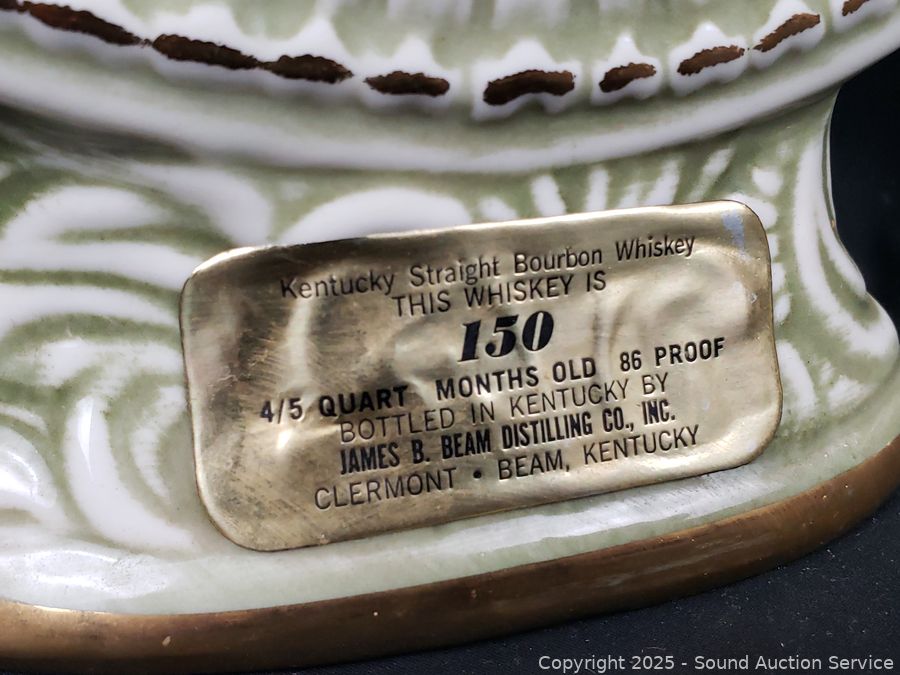 Kentucky Straight Bourbon Whiskey
THIS WHISKEY IS
150
4/5 QUART MONTHS OLD 86 PROOF
BOTTLED IN KENTUCKY BY
JAMES B. BEAM DISTILLING CO., INC.
CLERMONT • BEAM, KENTUCKY
Copyright © 2025 - Sound Auction Service